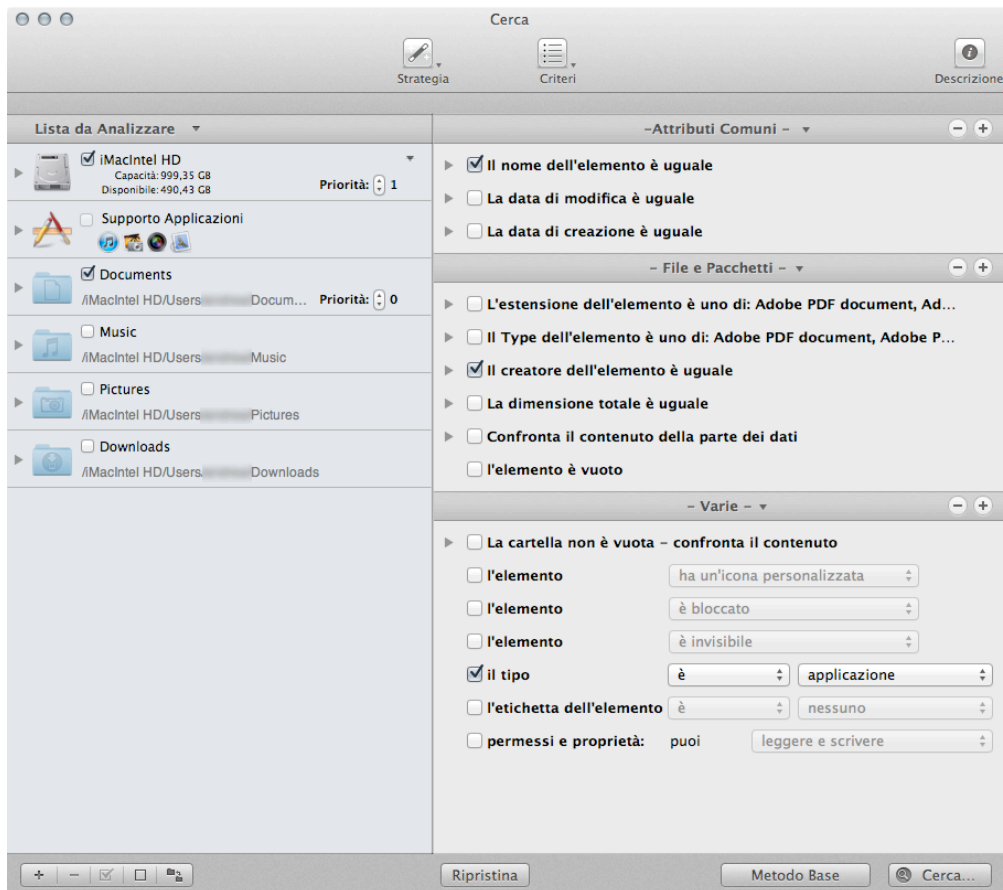 Cerca
Strategia
Criteri
Descrizione
Lista da Analizzare
iMacIntel HD
Capacità: 999,35 GB
Disponibile: 490,43 GB
Priorità: 1
Supporto Applicazioni
Documents
/iMacIntel HD/Users Docum... Priorità: 0
Music
/iMacIntel HD/Users Music
Pictures
/iMacIntel HD/Users Pictures
Downloads
/iMacIntel HD/Users Downloads
-Attributi Comuni -
Il nome dell'elemento è uguale
La data di modifica è uguale
La data di creazione è uguale
- File e Pacchetti -
L'estensione dell'elemento è uno di: Adobe PDF document, Ad...
Il Type dell'elemento è uno di: Adobe PDF document, Adobe P...
Il creatore dell'elemento è uguale
La dimensione totale è uguale
Confronta il contenuto della parte dei dati
l'elemento è vuoto
- Varie -
La cartella non è vuota – confronta il contenuto
l'elemento ha un'icona personalizzata
l'elemento è bloccato
l'elemento è invisibile
il tipo è applicazione
l'etichetta dell'elemento è nessuno
permessi e proprietà: puoi leggere e scrivere
Ripristina
Metodo Base
Cerca...